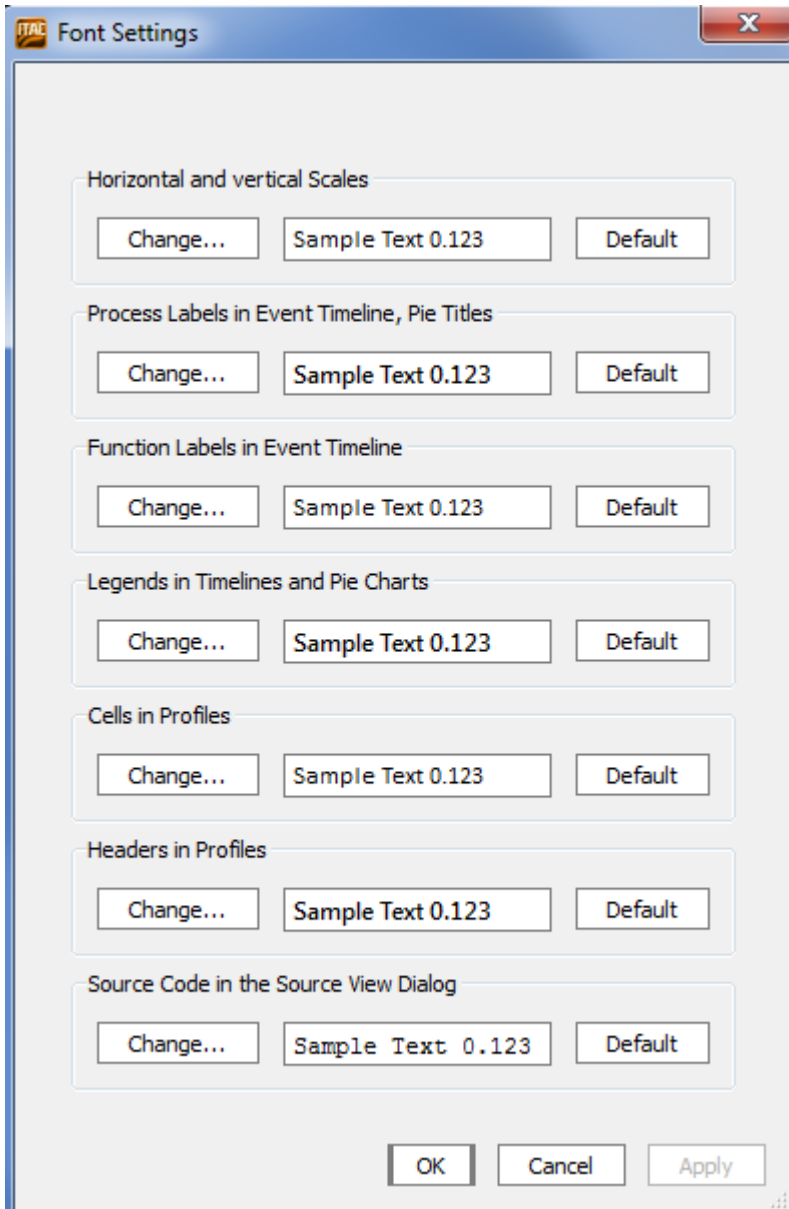 ITAC Font Settings
Horizontal and vertical Scales
Change... Sample Text 0.123 Default
Process Labels in Event Timeline, Pie Titles
Change... Sample Text 0.123 Default
Function Labels in Event Timeline
Change... Sample Text 0.123 Default
Legends in Timelines and Pie Charts
Change... Sample Text 0.123 Default
Cells in Profiles
Change... Sample Text 0.123 Default
Headers in Profiles
Change... Sample Text 0.123 Default
Source Code in the Source View Dialog
Change... Sample Text 0.123 Default
OK Cancel Apply